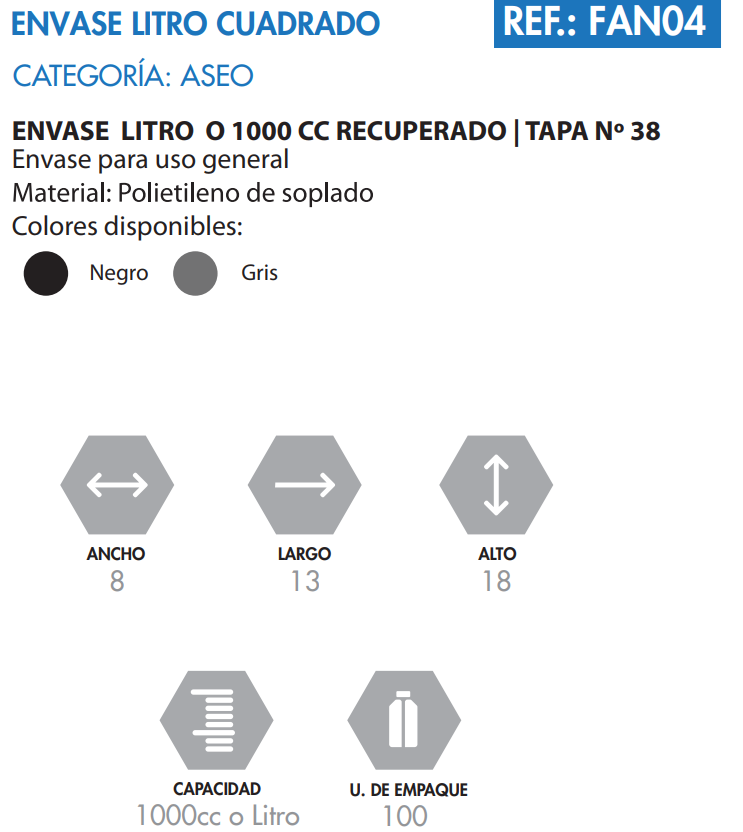 ENVASE LITRO CUADRADO
REF.: FAN04
CATEGORÍA: ASEO
ENVASE LITRO O 1000 CC RECUPERADO | TAPA Nº 38
Envase para uso general
Material: Polietileno de soplado
Colores disponibles:
Negro Gris
ANCHO LARGO ALTO
8 13 18
CAPACIDAD U. DE EMPAQUE
1000cc o Litro 100